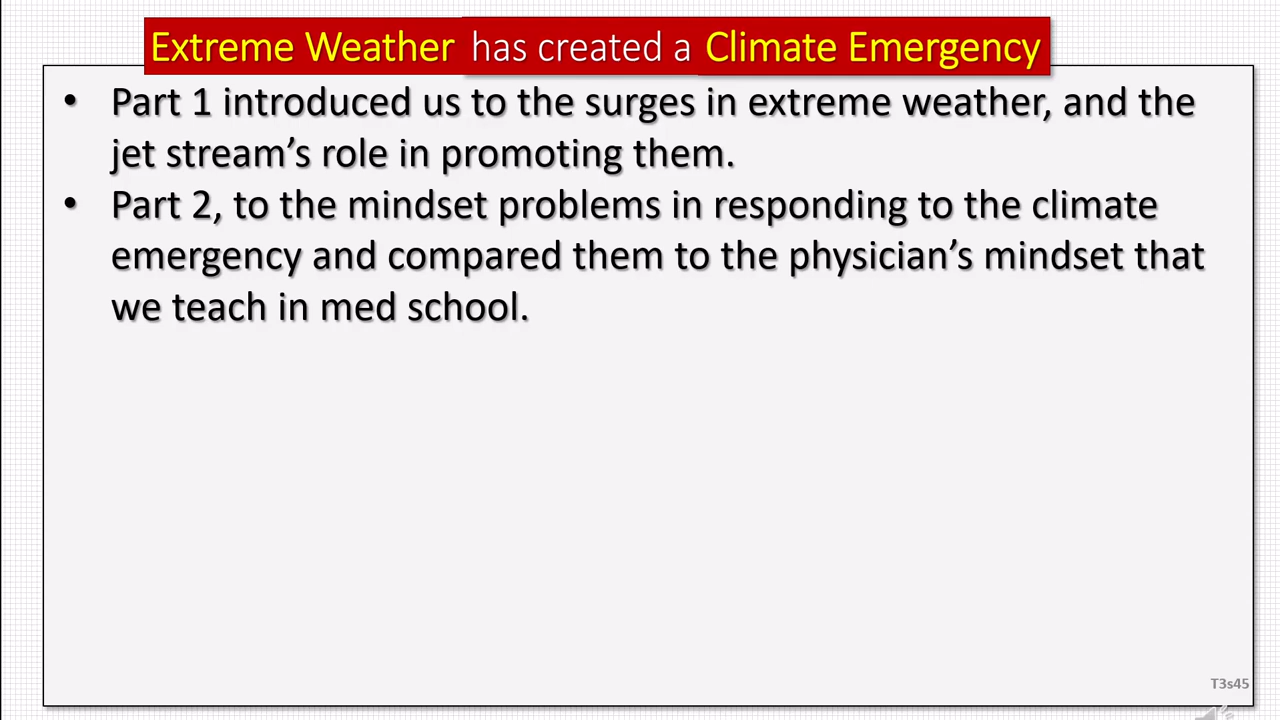 Extreme Weather has created a Climate Emergency
• Part 1 introduced us to the surges in extreme weather, and the
jet stream’s role in promoting them.
• Part 2, to the mindset problems in responding to the climate
emergency and compared them to the physician’s mindset that
we teach in med school.
T3s45